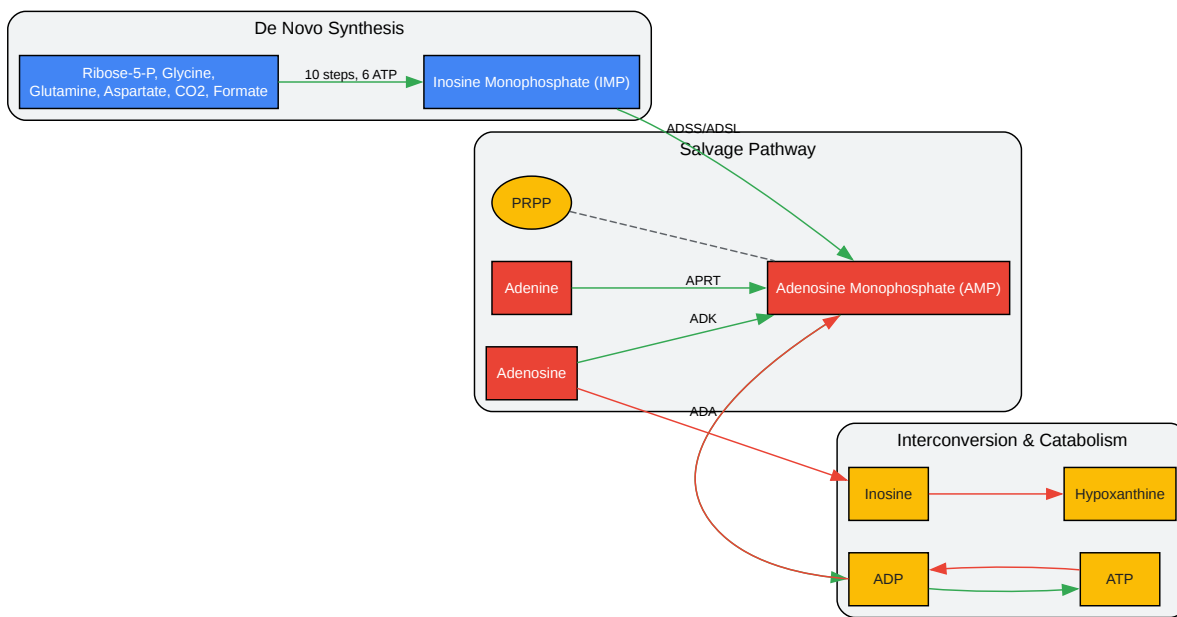 De Novo Synthesis
Ribose-5-P, Glycine,
Glutamine, Aspartate, CO2, Formate
10 steps, 6 ATP
Inosine Monophosphate (IMP)
ADSS/ADSL
Salvage Pathway
PRPP
Adenine
APRT
Adenosine Monophosphate (AMP)
ADK
Adenosine
ADA
Interconversion & Catabolism
Inosine
Hypoxanthine
ADP
ATP